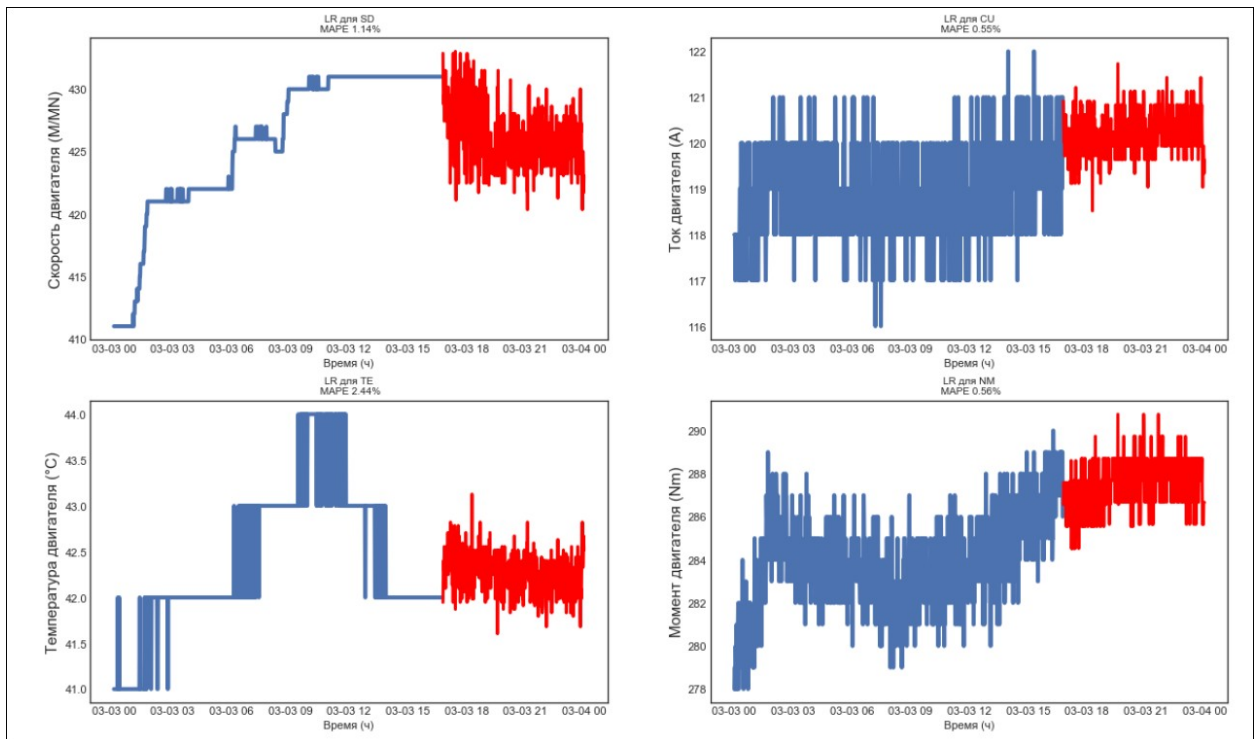 LR для SD
MAPE 1.14%
Скорость двигателя (M/MN)
430
425
420
415
410
03-03 00 03-03 03 03-03 06 03-03 09 03-03 12 03-03 15 03-03 18 03-03 21 03-04 00
Время (ч)
LR для CU
MAPE 0.55%
Ток двигателя (А)
122
121
120
119
118
117
116
03-03 00 03-03 03 03-03 06 03-03 09 03-03 12 03-03 15 03-03 18 03-03 21 03-04 00
Время (ч)
LR для TE
MAPE 2.44%
Температура двигателя (°C)
44.0
43.5
43.0
42.5
42.0
41.5
41.0
03-03 00 03-03 03 03-03 06 03-03 09 03-03 12 03-03 15 03-03 18 03-03 21 03-04 00
Время (ч)
LR для NM
MAPE 0.56%
Момент двигателя (Nm)
290
288
286
284
282
280
278
03-03 00 03-03 03 03-03 06 03-03 09 03-03 12 03-03 15 03-03 18 03-03 21 03-04 00
Время (ч)